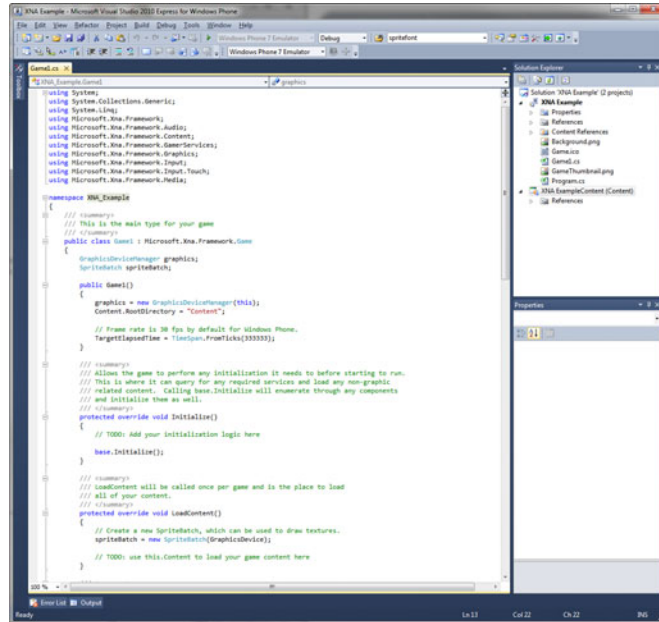 XNA Example - Microsoft Visual Studio 2010 Express for Windows Phone
File Edit View Refactor Project Build Debug Tools Window Help
Windows Phone 7 Emulator Debug spritefont
Windows Phone 7 Emulator
Toolbox
Game1.cs
XNA_Example.Game1 graphics
using System;
using System.Collections.Generic;
using System.Linq;
using Microsoft.Xna.Framework;
using Microsoft.Xna.Framework.Audio;
using Microsoft.Xna.Framework.Content;
using Microsoft.Xna.Framework.GamerServices;
using Microsoft.Xna.Framework.Graphics;
using Microsoft.Xna.Framework.Input;
using Microsoft.Xna.Framework.Input.Touch;
using Microsoft.Xna.Framework.Media;
namespace XNA_Example
{
/// <summary>
/// This is the main type for your game
/// </summary>
public class Game1 : Microsoft.Xna.Framework.Game
{
GraphicsDeviceManager graphics;
SpriteBatch spriteBatch;
public Game1()
{
graphics = new GraphicsDeviceManager(this);
Content.RootDirectory = "Content";
// Frame rate is 30 fps by default for Windows Phone.
TargetElapsedTime = TimeSpan.FromTicks(333333);
}
/// <summary>
/// Allows the game to perform any initialization it needs to before starting to run.
/// This is where it can query for any required services and load any non-graphic
/// related content.  Calling base.Initialize will enumerate through any components
/// and initialize them as well.
/// </summary>
protected override void Initialize()
{
// TODO: Add your initialization logic here
base.Initialize();
}
/// <summary>
/// LoadContent will be called once per game and is the place to load
/// all of your content.
/// </summary>
protected override void LoadContent()
{
// Create a new SpriteBatch, which can be used to draw textures.
spriteBatch = new SpriteBatch(GraphicsDevice);
// TODO: use this.Content to load your game content here
}
100 %
Solution Explorer
Solution 'XNA Example' (2 projects)
XNA Example
Properties
References
Content References
Background.png
Game.ico
Game1.cs
GameThumbnail.png
Program.cs
XNA ExampleContent (Content)
References
Properties
Error List Output
Ready Ln 13 Col 22 Ch 22 INS